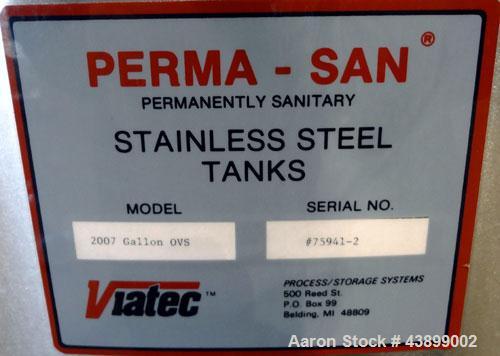 PERMA - SAN ®
PERMANENTLY SANITARY
STAINLESS STEEL
TANKS
MODEL
2007 Gallon OVS
SERIAL NO.
#75941-2
Viatec™
PROCESS/STORAGE SYSTEMS
500 Reed St.
P.O. Box 99
Belding, MI 48809
Aaron Stock # 43899002